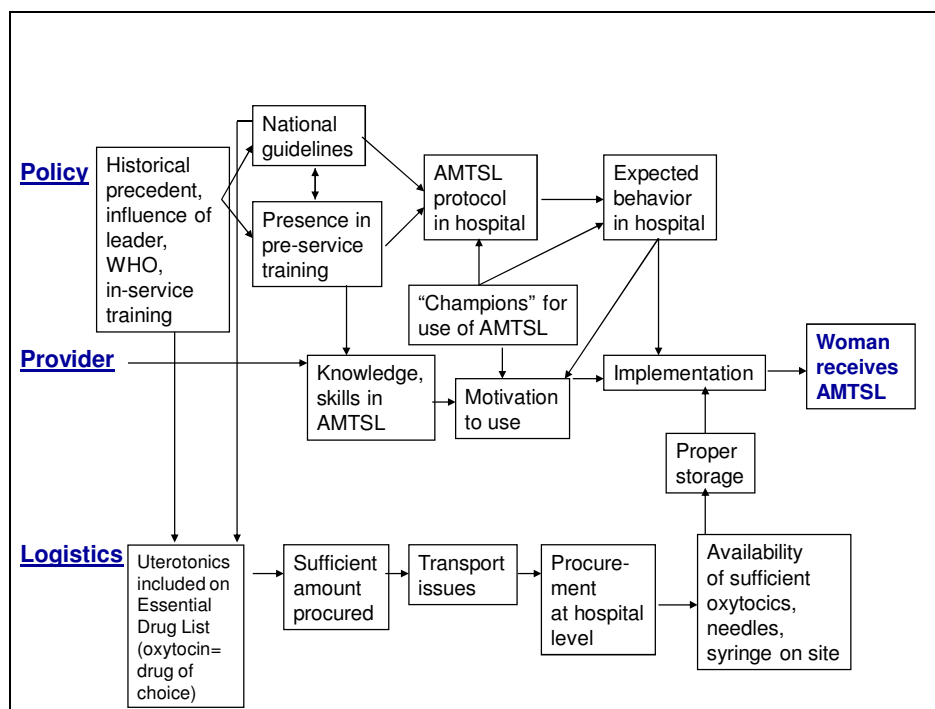 Policy
Historical
precedent,
influence of
leader,
WHO,
in-service
training
National
guidelines
Presence in
pre-service
training
AMTSL
protocol
in hospital
Expected
behavior
in hospital
“Champions” for
use of AMTSL
Provider
Knowledge,
skills in
AMTSL
Motivation
to use
Implementation
Woman
receives
AMTSL
Proper
storage
Logistics
Uterotonics
included on
Essential
Drug List
(oxytocin=
drug of
choice)
Sufficient
amount
procured
Transport
issues
Procure-
ment
at hospital
level
Availability
of sufficient
oxytocics,
needles,
syringe on site